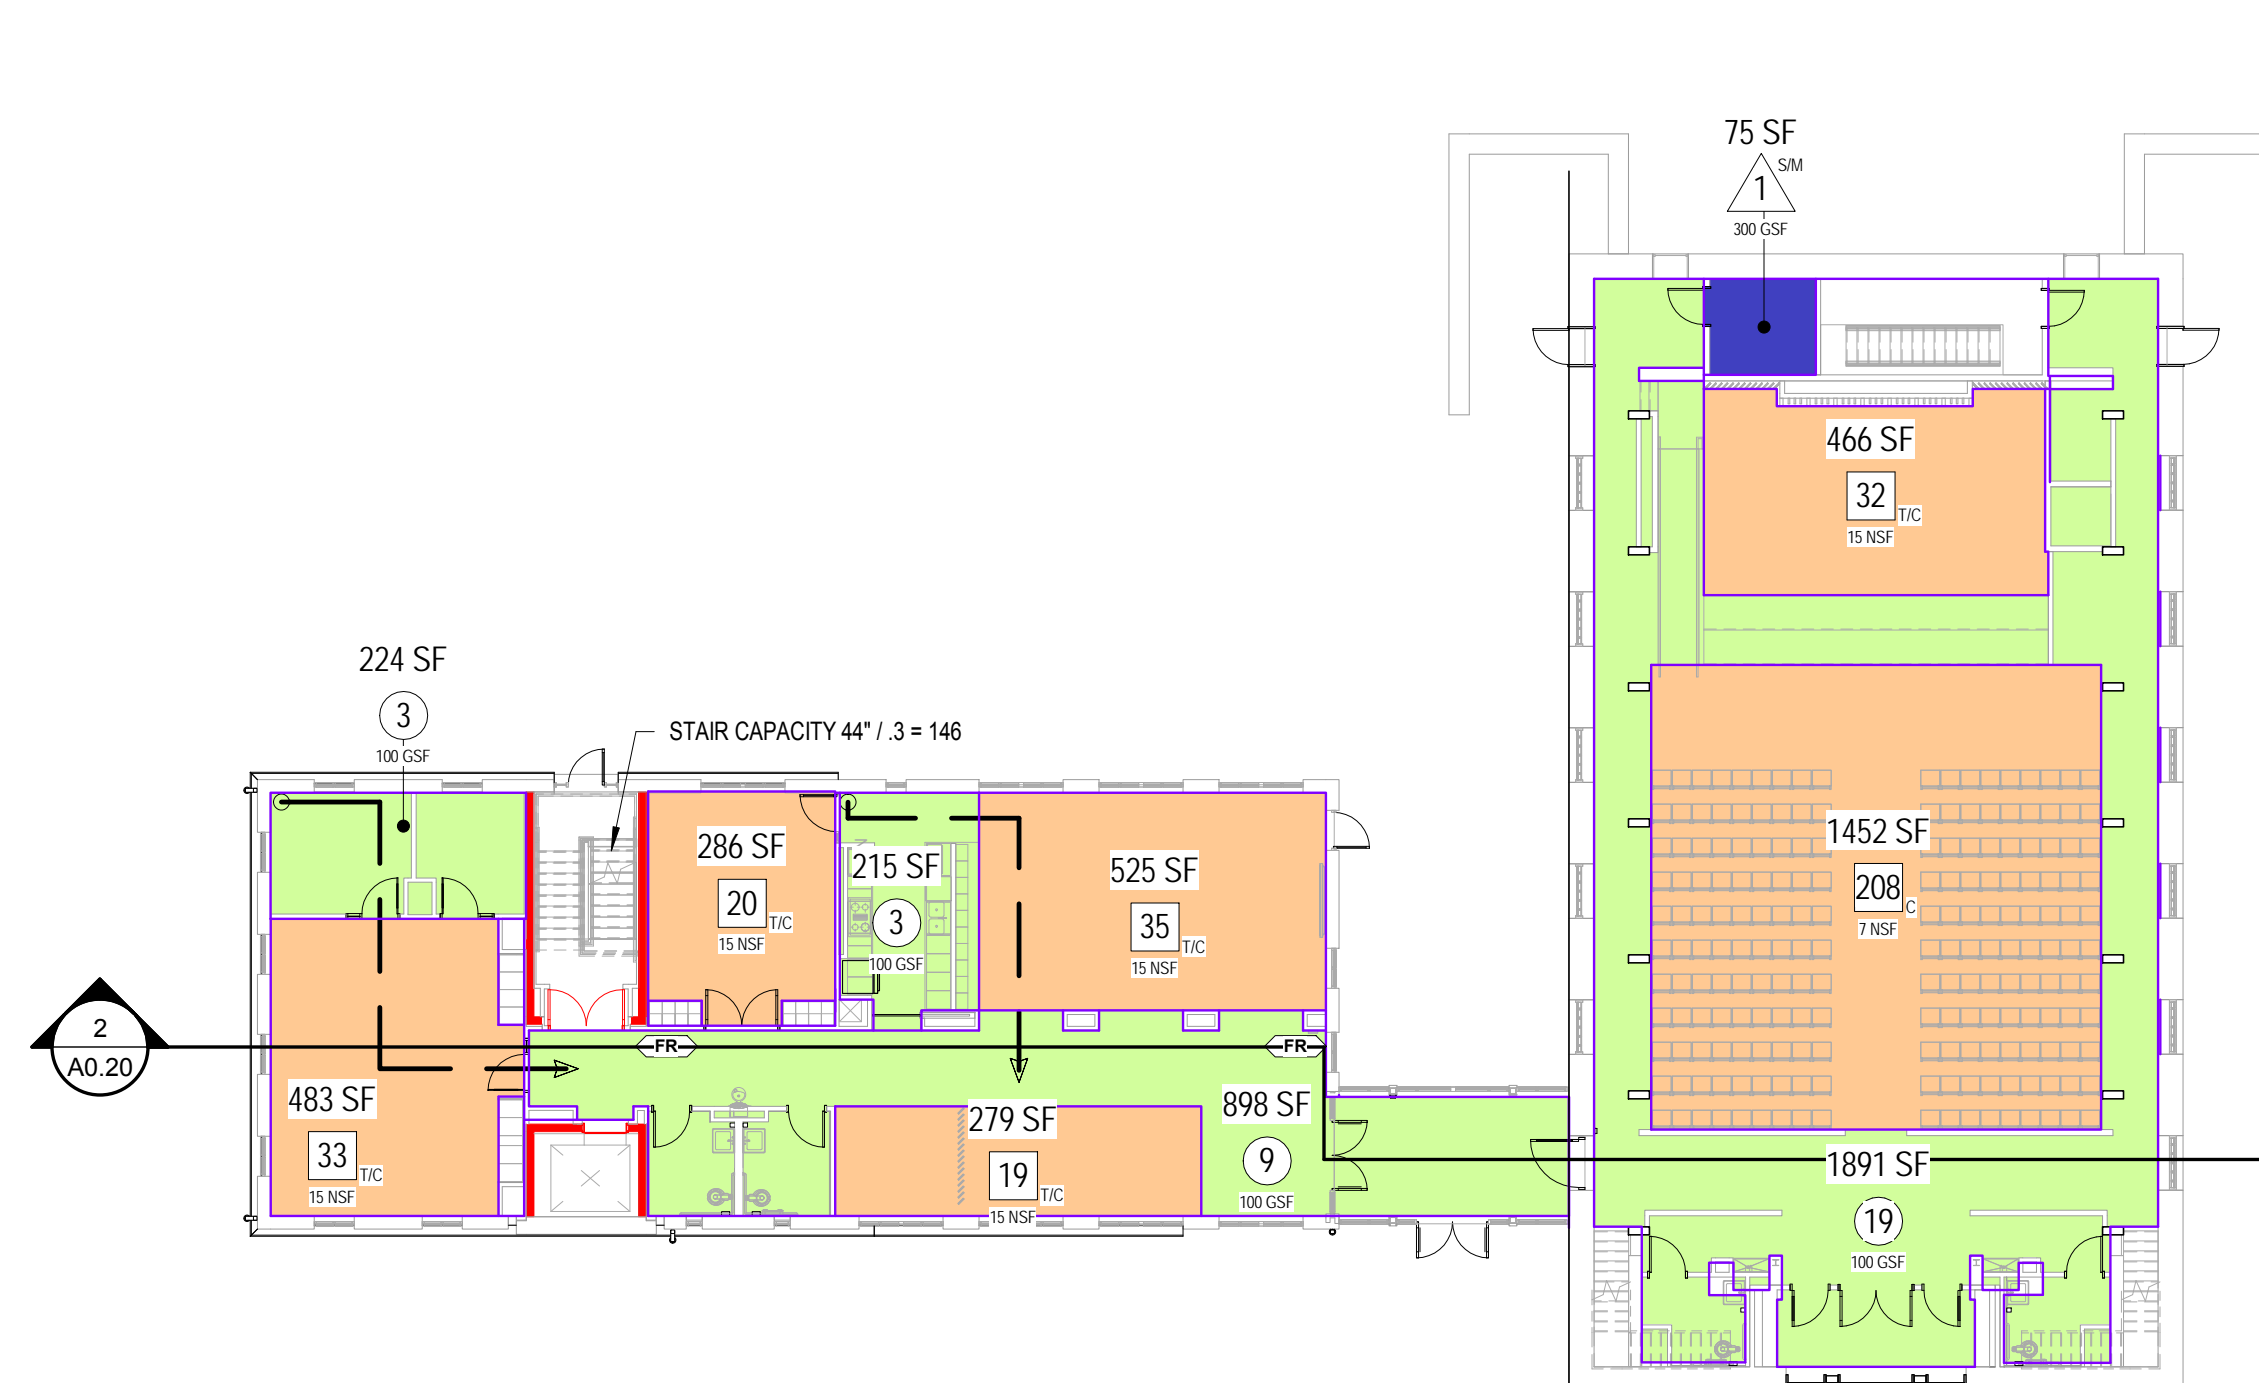 75 SF
S/M
1
300 GSF
466 SF
32
T/C
15 NSF
224 SF
3
100 GSF
STAIR CAPACITY 44" / .3 = 146
286 SF
20
T/C
15 NSF
215 SF
3
100 GSF
525 SF
35
T/C
15 NSF
1452 SF
208
C
7 NSF
2
A0.20
FR
FR
483 SF
33
T/C
15 NSF
279 SF
19
T/C
15 NSF
898 SF
9
100 GSF
1891 SF
19
100 GSF